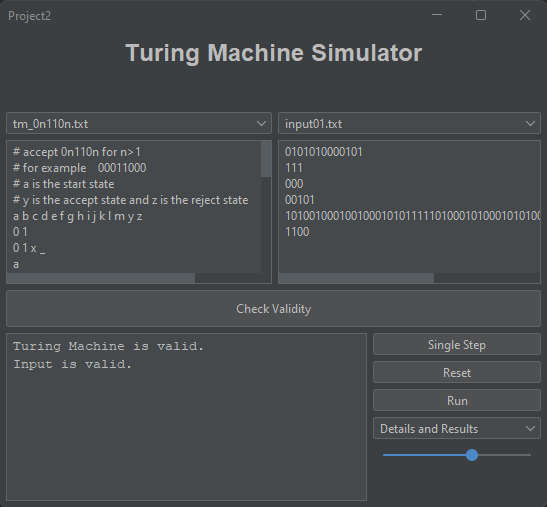 Project2
Turing Machine Simulator
tm_0n110n.txt
input01.txt
# accept 0n110n for n>1
# for example    00011000
# a is the start state
# y is the accept state and z is the reject state
a b c d e f g h i j k l m y z
0 1
0 1 x _
a
0101010000101
111
000
00101
1010010001001000101011111010001010001010100
1100
Check Validity
Turing Machine is valid.
Input is valid.
Single Step
Reset
Run
Details and Results